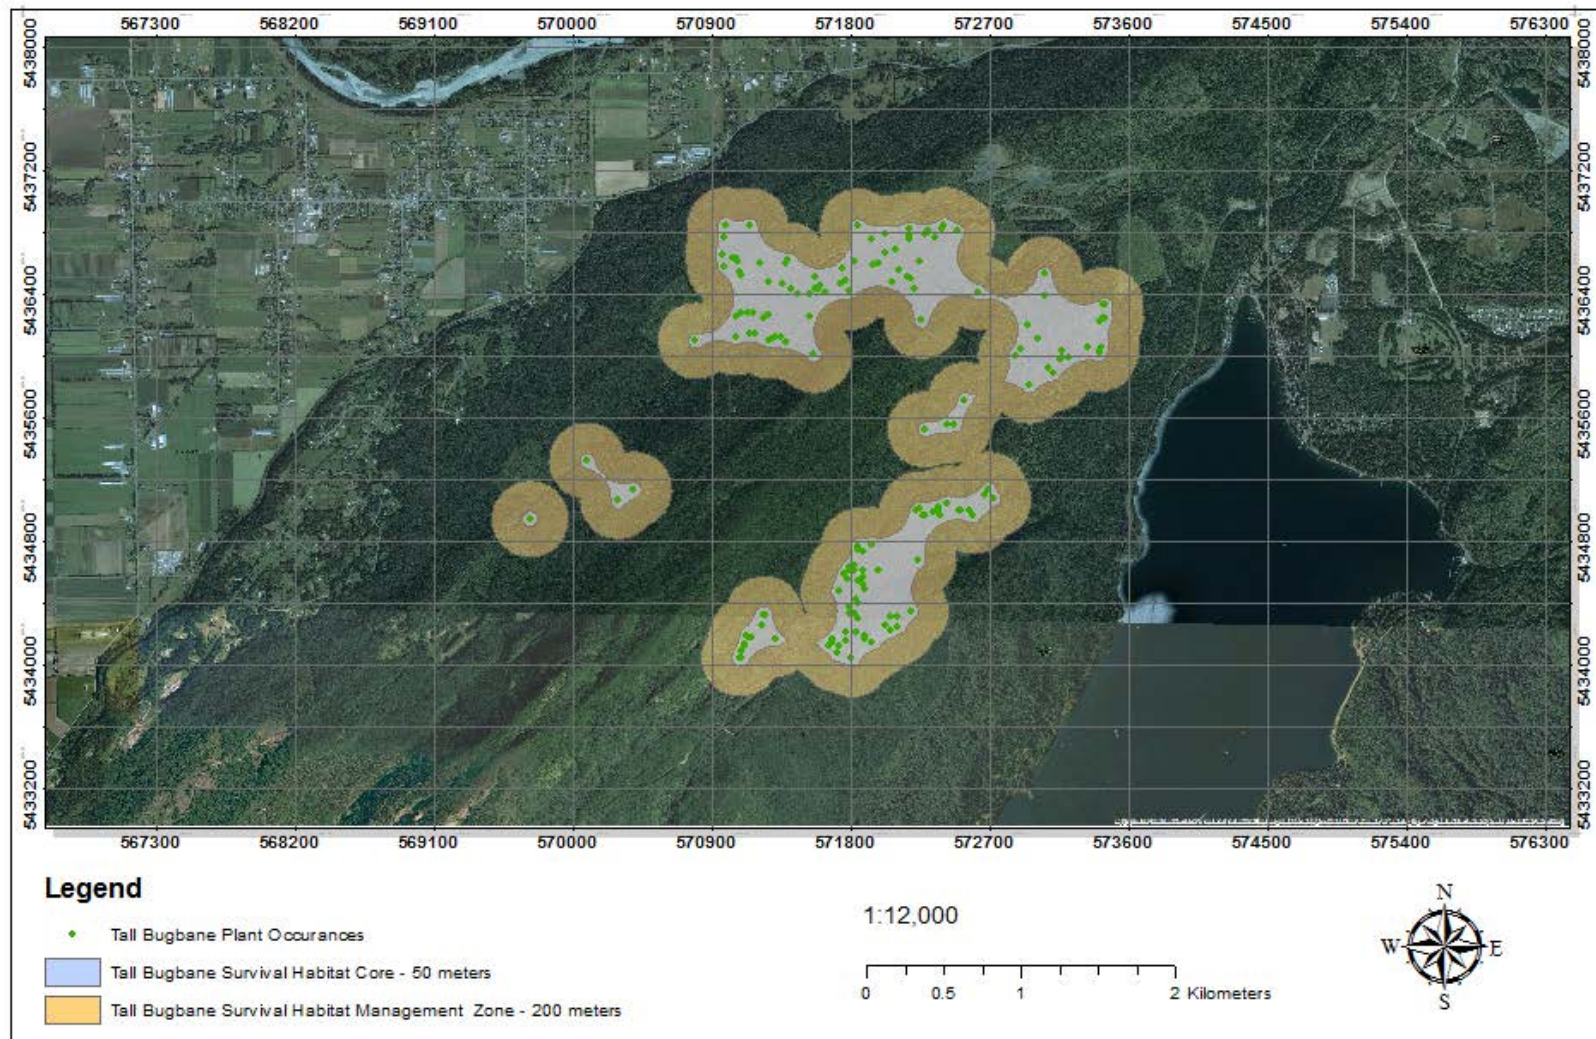 567300 568200 569100 570000 570900 571800 572700 573600 574500 575400 576300
5438000 5438000
5437200 5437200
5436400 5436400
5435600 5435600
5434800 5434800
5434000 5434000
5433200 5433200
567300 568200 569100 570000 570900 571800 572700 573600 574500 575400 576300
Legend
Tall Bugbane Plant Occurances
Tall Bugbane Survival Habitat Core - 50 meters
Tall Bugbane Survival Habitat Management Zone - 200 meters
1:12,000
0 0.5 1 2 Kilometers
N
W E
S